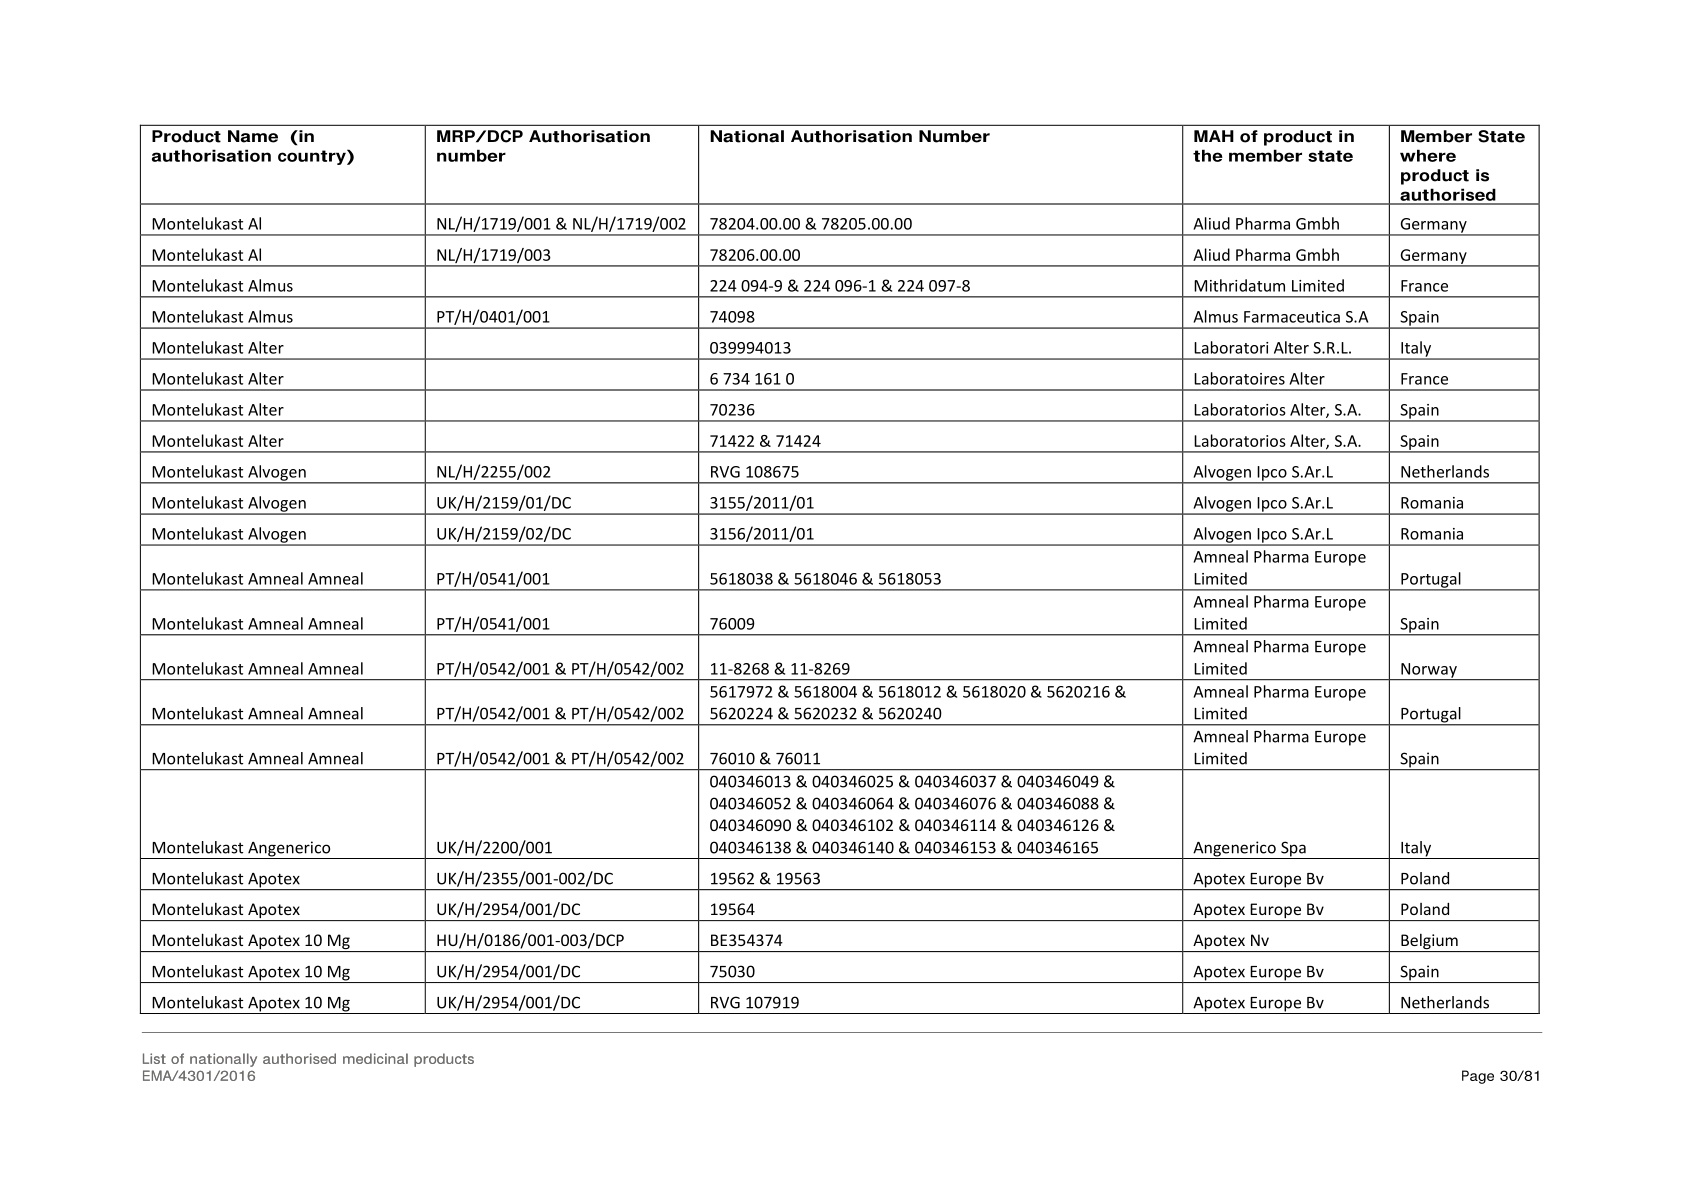 Product Name  (in authorisation country) MRP/DCP Authorisation number National Authorisation Number MAH of product in the member state Member State where product is authorised
Montelukast Al NL/H/1719/001 & NL/H/1719/002 78204.00.00 & 78205.00.00 Aliud Pharma Gmbh Germany
Montelukast Al NL/H/1719/003 78206.00.00 Aliud Pharma Gmbh Germany
Montelukast Almus 224 094-9 & 224 096-1 & 224 097-8 Mithridatum Limited France
Montelukast Almus PT/H/0401/001 74098 Almus Farmaceutica S.A Spain
Montelukast Alter 039994013 Laboratori Alter S.R.L. Italy
Montelukast Alter 6 734 161 0 Laboratoires Alter France
Montelukast Alter 70236 Laboratorios Alter, S.A. Spain
Montelukast Alter 71422 & 71424 Laboratorios Alter, S.A. Spain
Montelukast Alvogen NL/H/2255/002 RVG 108675 Alvogen Ipco S.Ar.L Netherlands
Montelukast Alvogen UK/H/2159/01/DC 3155/2011/01 Alvogen Ipco S.Ar.L Romania
Montelukast Alvogen UK/H/2159/02/DC 3156/2011/01 Alvogen Ipco S.Ar.L Romania
Montelukast Amneal Amneal PT/H/0541/001 5618038 & 5618046 & 5618053 Amneal Pharma Europe Limited Portugal
Montelukast Amneal Amneal PT/H/0541/001 76009 Amneal Pharma Europe Limited Spain
Montelukast Amneal Amneal PT/H/0542/001 & PT/H/0542/002 11-8268 & 11-8269 Amneal Pharma Europe Limited Norway
Montelukast Amneal Amneal PT/H/0542/001 & PT/H/0542/002 5617972 & 5618004 & 5618012 & 5618020 & 5620216 & 5620224 & 5620232 & 5620240 Amneal Pharma Europe Limited Portugal
Montelukast Amneal Amneal PT/H/0542/001 & PT/H/0542/002 76010 & 76011 Amneal Pharma Europe Limited Spain
Montelukast Angenerico UK/H/2200/001 040346013 & 040346025 & 040346037 & 040346049 & 040346052 & 040346064 & 040346076 & 040346088 & 040346090 & 040346102 & 040346114 & 040346126 & 040346138 & 040346140 & 040346153 & 040346165 Angenerico Spa Italy
Montelukast Apotex UK/H/2355/001-002/DC 19562 & 19563 Apotex Europe Bv Poland
Montelukast Apotex UK/H/2954/001/DC 19564 Apotex Europe Bv Poland
Montelukast Apotex 10 Mg HU/H/0186/001-003/DCP BE354374 Apotex Nv Belgium
Montelukast Apotex 10 Mg UK/H/2954/001/DC 75030 Apotex Europe Bv Spain
Montelukast Apotex 10 Mg UK/H/2954/001/DC RVG 107919 Apotex Europe Bv Netherlands
List of nationally authorised medicinal products
EMA/4301/2016 Page 30/81